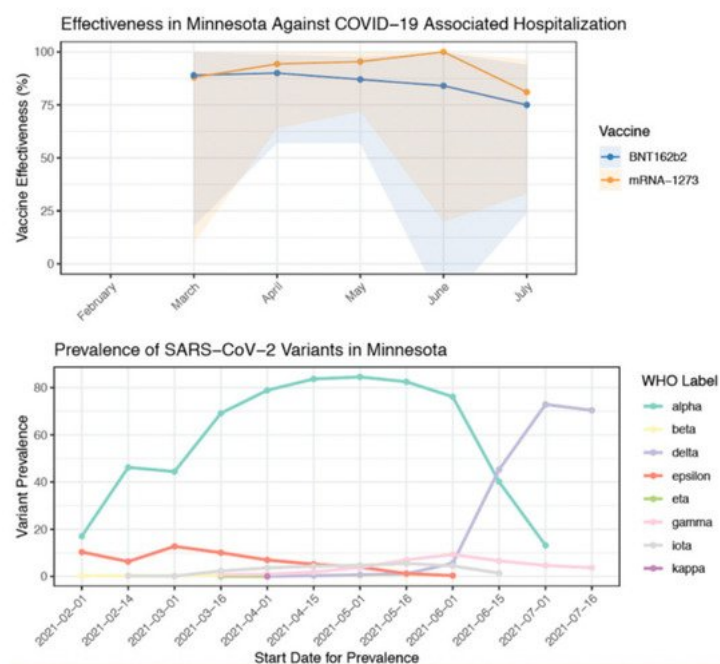 Effectiveness in Minnesota Against COVID-19 Associated Hospitalization
Vaccine Effectiveness (%)
100
75
50
25
0
February
March
April
May
June
July
Vaccine
BNT162b2
mRNA-1273
Prevalence of SARS-CoV-2 Variants in Minnesota
Variant Prevalence
80
60
40
20
0
2021-02-01
2021-02-14
2021-03-01
2021-03-16
2021-04-01
2021-04-15
2021-05-01
2021-05-16
2021-06-01
2021-06-15
2021-07-01
2021-07-16
Start Date for Prevalence
WHO Label
alpha
beta
delta
epsilon
eta
gamma
iota
kappa